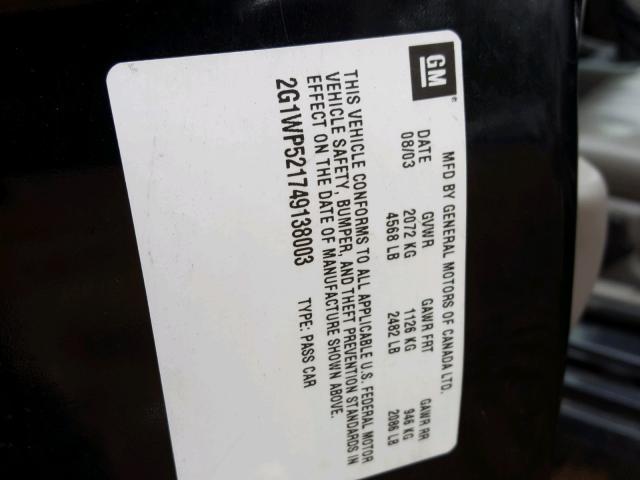 GM®
MFD BY GENERAL MOTORS OF CANADA LTD.
DATE GVWR GAWR FRT GAWR RR
08/03 2072 KG 1126 KG 946 KG
4568 LB 2482 LB 2086 LB
THIS VEHICLE CONFORMS TO ALL APPLICABLE U.S. FEDERAL MOTOR
VEHICLE SAFETY, BUMPER, AND THEFT PREVENTION STANDARDS IN
EFFECT ON THE DATE OF MANUFACTURE SHOWN ABOVE.
2G1WP521749138003 TYPE: PASS CAR